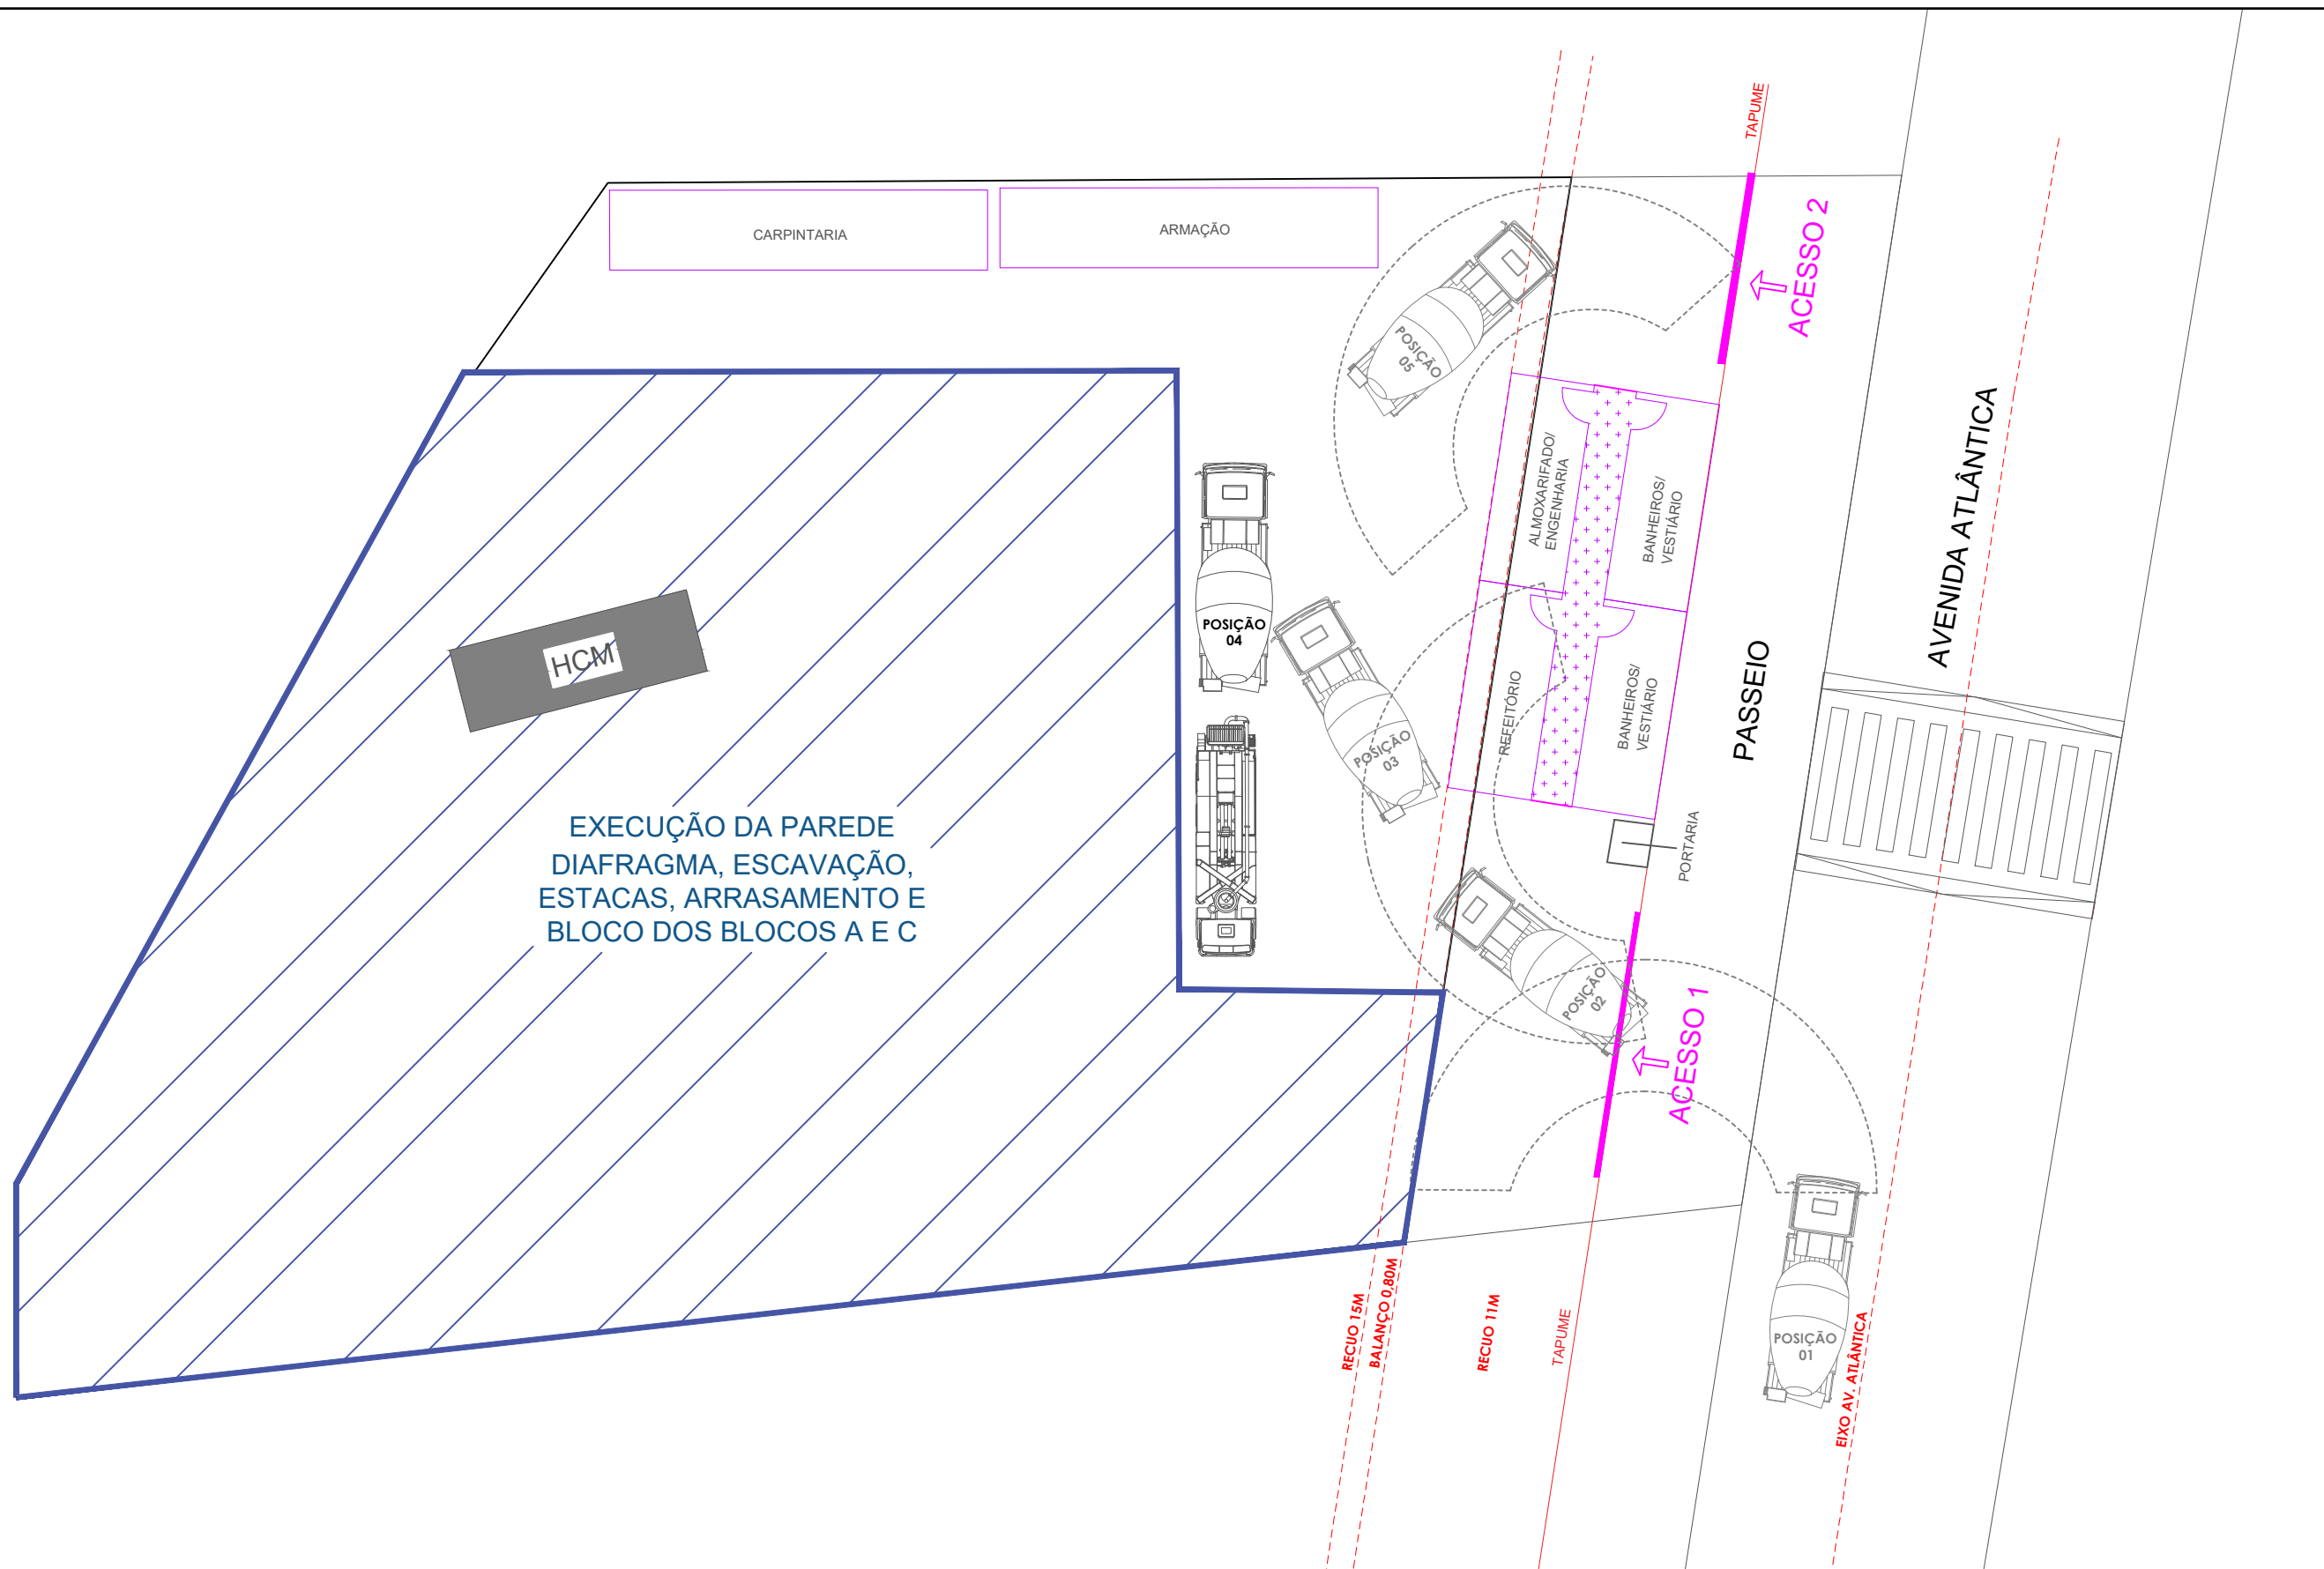 TAPUME
CARPINTARIA
ARMAÇÃO
ACESSO 2
POSIÇÃO
05
AVENIDA ATLÂNTICA
ALMOXARIFADO/
ENGENHARIA
BANHEIROS/
VESTIÁRIO
POSIÇÃO
04
HCM
PASSEIO
REFEITÓRIO
BANHEIROS/
VESTIÁRIO
POSIÇÃO
03
PORTARIA
EXECUÇÃO DA PAREDE
DIAFRAGMA, ESCAVAÇÃO,
ESTACAS, ARRASAMENTO E
BLOCO DOS BLOCOS A E C
POSIÇÃO
02
ACESSO 1
RECUO 15M
BALANÇO 0,80M
RECUO 11M
TAPUME
POSIÇÃO
01
EIXO AV. ATLÂNTICA